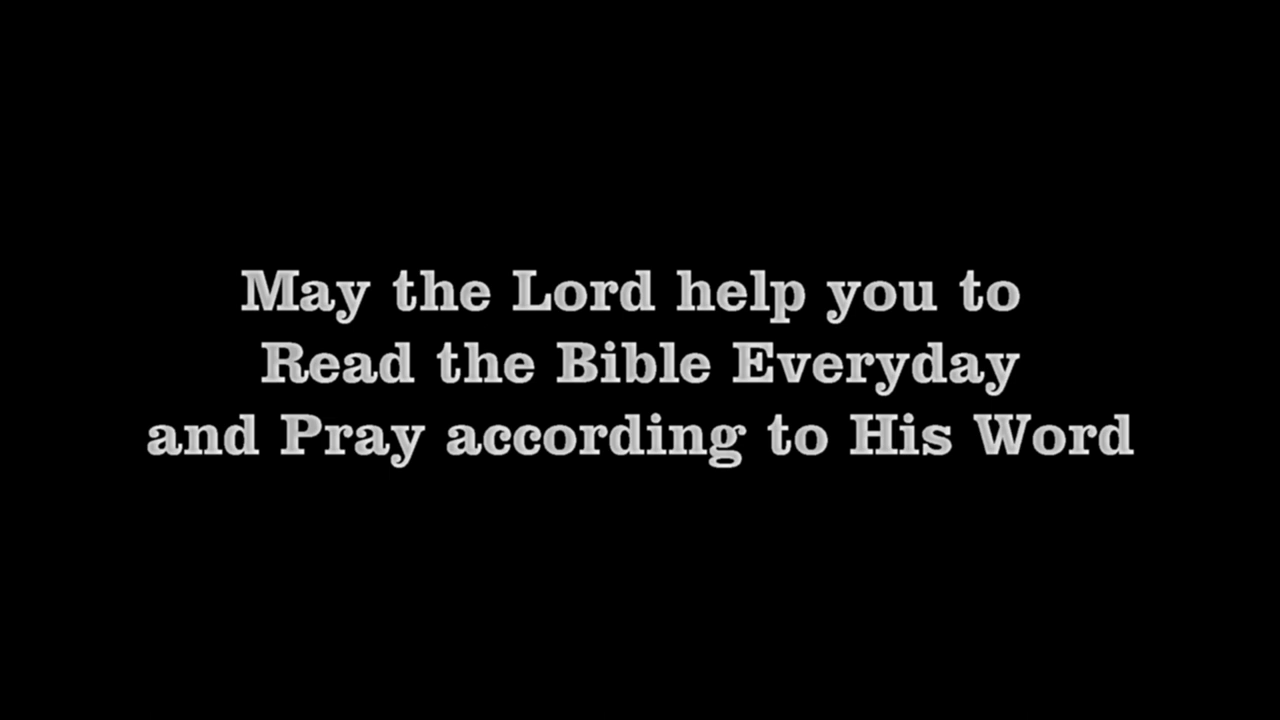 May the Lord help you to
Read the Bible Everyday
and Pray according to His Word